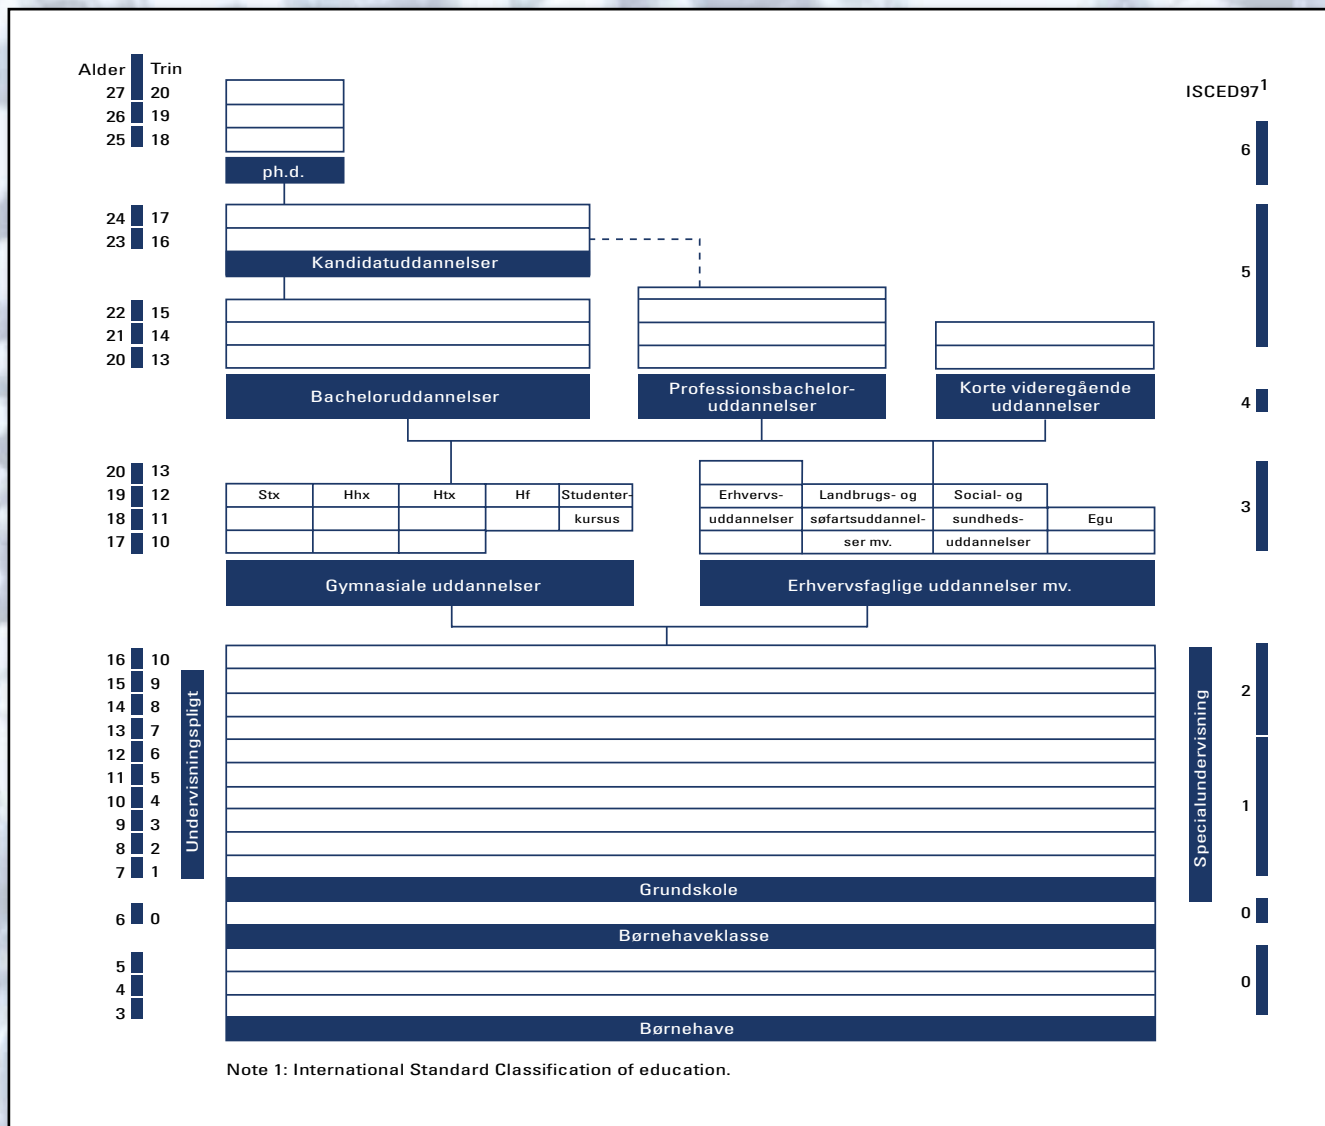 Alder Trin
27 20
26 19
25 18
ISCED97¹
6
ph.d.
24 17
23 16
Kandidatuddannelser
5
22 15
21 14
20 13
Bacheloruddannelser
Professionsbachelor-
uddannelser
Korte videregående
uddannelser
4
20 13
19 12
18 11
17 10
Stx Hhx Htx Hf Studenter-
kursus
Erhvervs-
uddannelser
Landbrugs- og
søfartsuddannel-
ser mv.
Social- og
sundheds-
uddannelser
Egu
3
Gymnasiale uddannelser
Erhvervsfaglige uddannelser mv.
16 10
15 9
14 8
13 7
12 6
11 5
10 4
9 3
8 2
7 1
Undervisningspligt
Specialundervisning
2
1
Grundskole
6 0
0
Børnehaveklasse
5
4
3
0
Børnehave
Note 1: International Standard Classification of education.